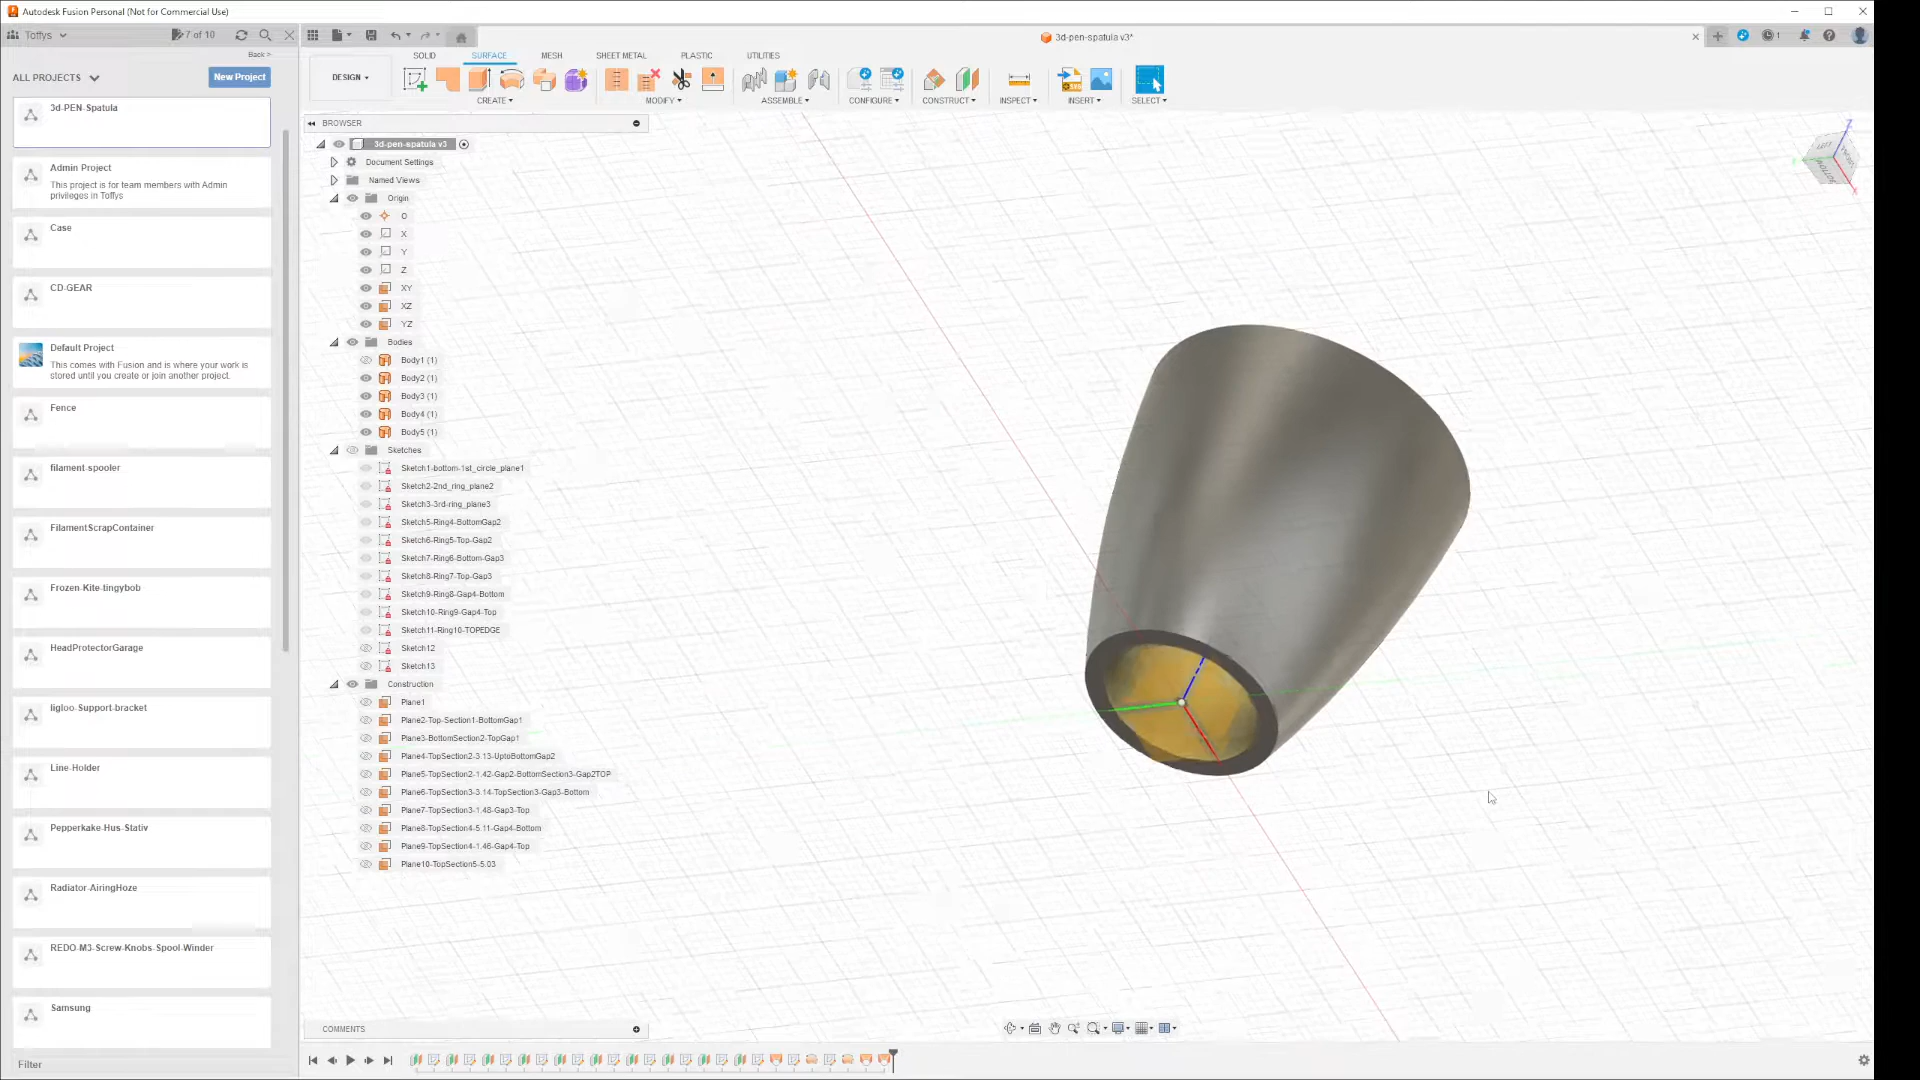 Autodesk Fusion Personal (Not for Commercial Use)
Toffys
7 of 10
3d-pen-spatula v3*
1
Back >
ALL PROJECTS
New Project
3d-PEN-Spatula
Admin Project
This project is for team members with Admin
privileges in Toffys
Case
CD-GEAR
Default Project
This comes with Fusion and is where your work is
stored until you create or join another project.
Fence
filament-spooler
FilamentScrapContainer
Frozen-Kite-tingybob
HeadProtectorGarage
Iigloo-Support-bracket
Line-Holder
Pepperkake-Hus-Stativ
Radiator-AiringHoze
REDO-M3-Screw-Knobs-Spool-Winder
Samsung
Filter
DESIGN
SOLID
SURFACE
MESH
SHEET METAL
PLASTIC
UTILITIES
CREATE
MODIFY
ASSEMBLE
CONFIGURE
CONSTRUCT
INSPECT
INSERT
SELECT
BROWSER
3d-pen-spatula v3
Document Settings
Named Views
Origin
O
X
Y
Z
XY
XZ
YZ
Bodies
Body1 (1)
Body2 (1)
Body3 (1)
Body4 (1)
Body5 (1)
Sketches
Sketch1-bottom-1st_circle_plane1
Sketch2-2nd_ring_plane2
Sketch3-3rd-ring_plane3
Sketch5-Ring4-BottomGap2
Sketch6-Ring5-Top-Gap2
Sketch7-Ring6-Bottom-Gap3
Sketch8-Ring7-Top-Gap3
Sketch9-Ring8-Gap4-Bottom
Sketch10-Ring9-Gap4-Top
Sketch11-Ring10-TOPEDGE
Sketch12
Sketch13
Construction
Plane1
Plane2-Top-Section1-BottomGap1
Plane3-BottomSection2-TopGap1
Plane4-TopSection2-3.13-UptoBottomGap2
Plane5-TopSection2-1.42-Gap2-BottomSection3-Gap2TOP
Plane6-TopSection3-3.14-TopSection3-Gap3-Bottom
Plane7-TopSection3-1.48-Gap3-Top
Plane8-TopSection4-5.11-Gap4-Bottom
Plane9-TopSection4-1.46-Gap4-Top
Plane10-TopSection5-5.03
COMMENTS
Z
LEFT
BOTTOM